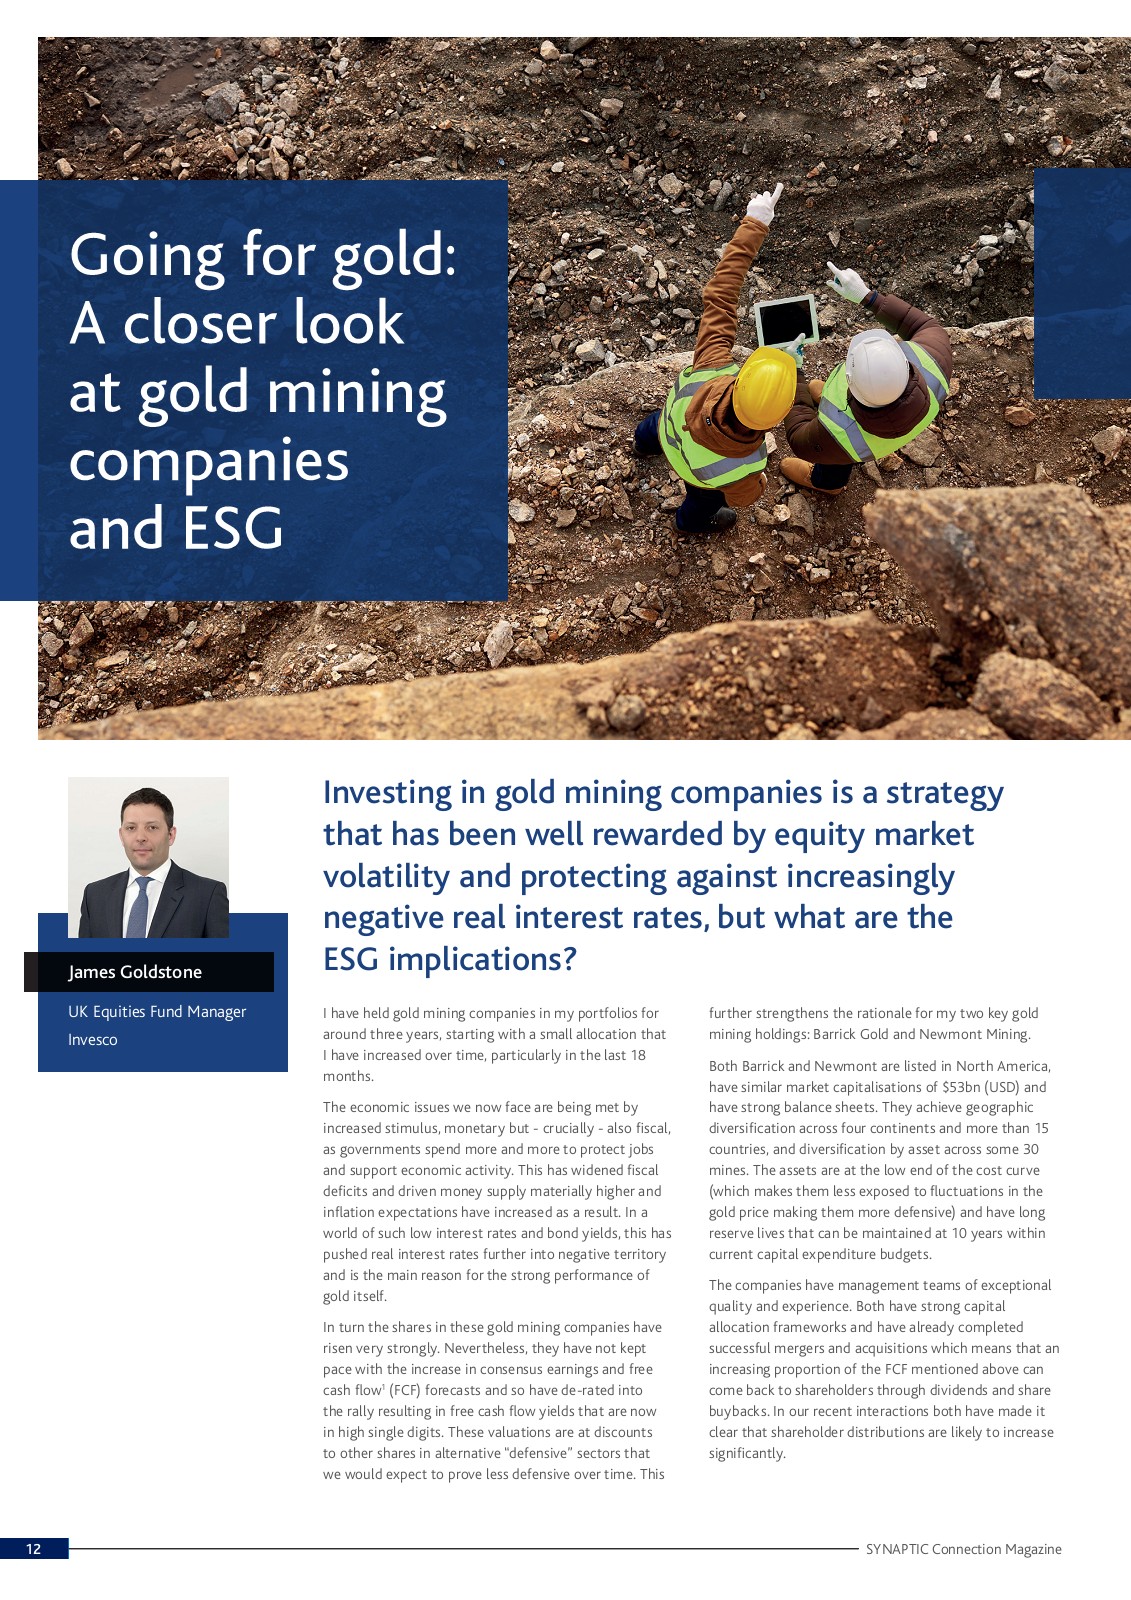 Going for gold:
A closer look
at gold mining
companies
and ESG
James Goldstone
UK Equities Fund Manager
Invesco
Investing in gold mining companies is a strategy
that has been well rewarded by equity market
volatility and protecting against increasingly
negative real interest rates, but what are the
ESG implications?
I have held gold mining companies in my portfolios for
around three years, starting with a small allocation that
I have increased over time, particularly in the last 18
months.
The economic issues we now face are being met by
increased stimulus, monetary but - crucially - also fiscal,
as governments spend more and more to protect jobs
and support economic activity. This has widened fiscal
deficits and driven money supply materially higher and
inflation expectations have increased as a result. In a
world of such low interest rates and bond yields, this has
pushed real interest rates further into negative territory
and is the main reason for the strong performance of
gold itself.
In turn the shares in these gold mining companies have
risen very strongly. Nevertheless, they have not kept
pace with the increase in consensus earnings and free
cash flow¹ (FCF) forecasts and so have de-rated into
the rally resulting in free cash flow yields that are now
in high single digits. These valuations are at discounts
to other shares in alternative “defensive” sectors that
we would expect to prove less defensive over time. This
further strengthens the rationale for my two key gold
mining holdings: Barrick Gold and Newmont Mining.
Both Barrick and Newmont are listed in North America,
have similar market capitalisations of $53bn (USD) and
have strong balance sheets. They achieve geographic
diversification across four continents and more than 15
countries, and diversification by asset across some 30
mines. The assets are at the low end of the cost curve
(which makes them less exposed to fluctuations in the
gold price making them more defensive) and have long
reserve lives that can be maintained at 10 years within
current capital expenditure budgets.
The companies have management teams of exceptional
quality and experience. Both have strong capital
allocation frameworks and have already completed
successful mergers and acquisitions which means that an
increasing proportion of the FCF mentioned above can
come back to shareholders through dividends and share
buybacks. In our recent interactions both have made it
clear that shareholder distributions are likely to increase
significantly.
12
SYNAPTIC Connection Magazine